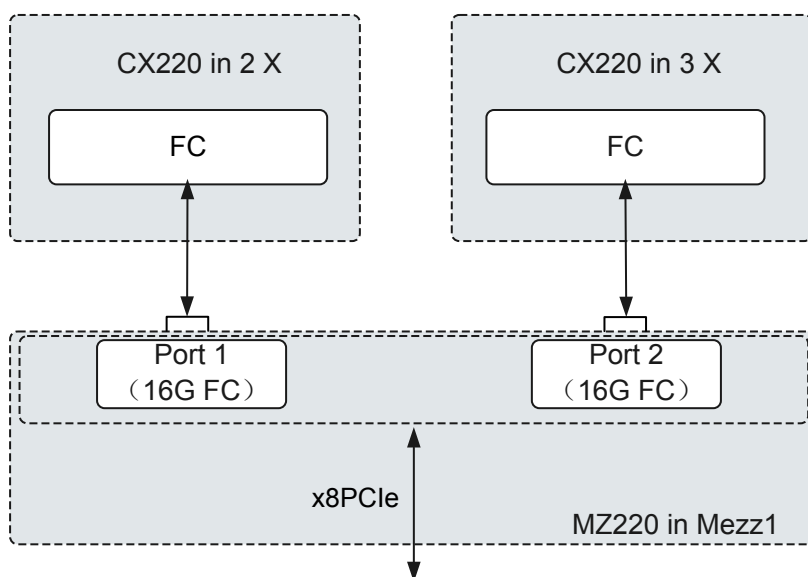 CX220 in 2 X
CX220 in 3 X
FC
FC
Port 1
（16G FC）
Port 2
（16G FC）
x8PCIe
MZ220 in Mezz1